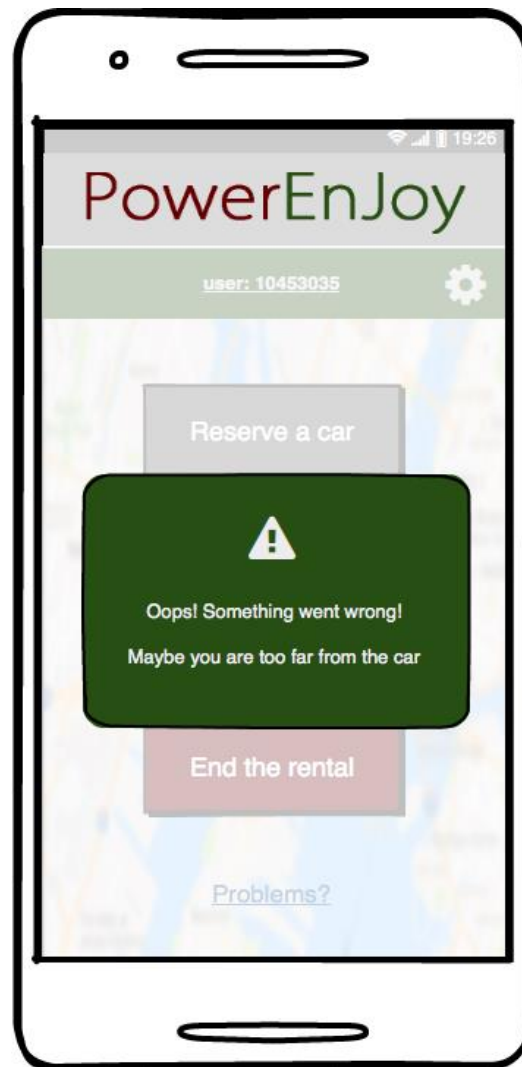 19:26
PowerEnJoy
user: 10453035
Reserve a car
Oops! Something went wrong!
Maybe you are too far from the car
End the rental
Problems?